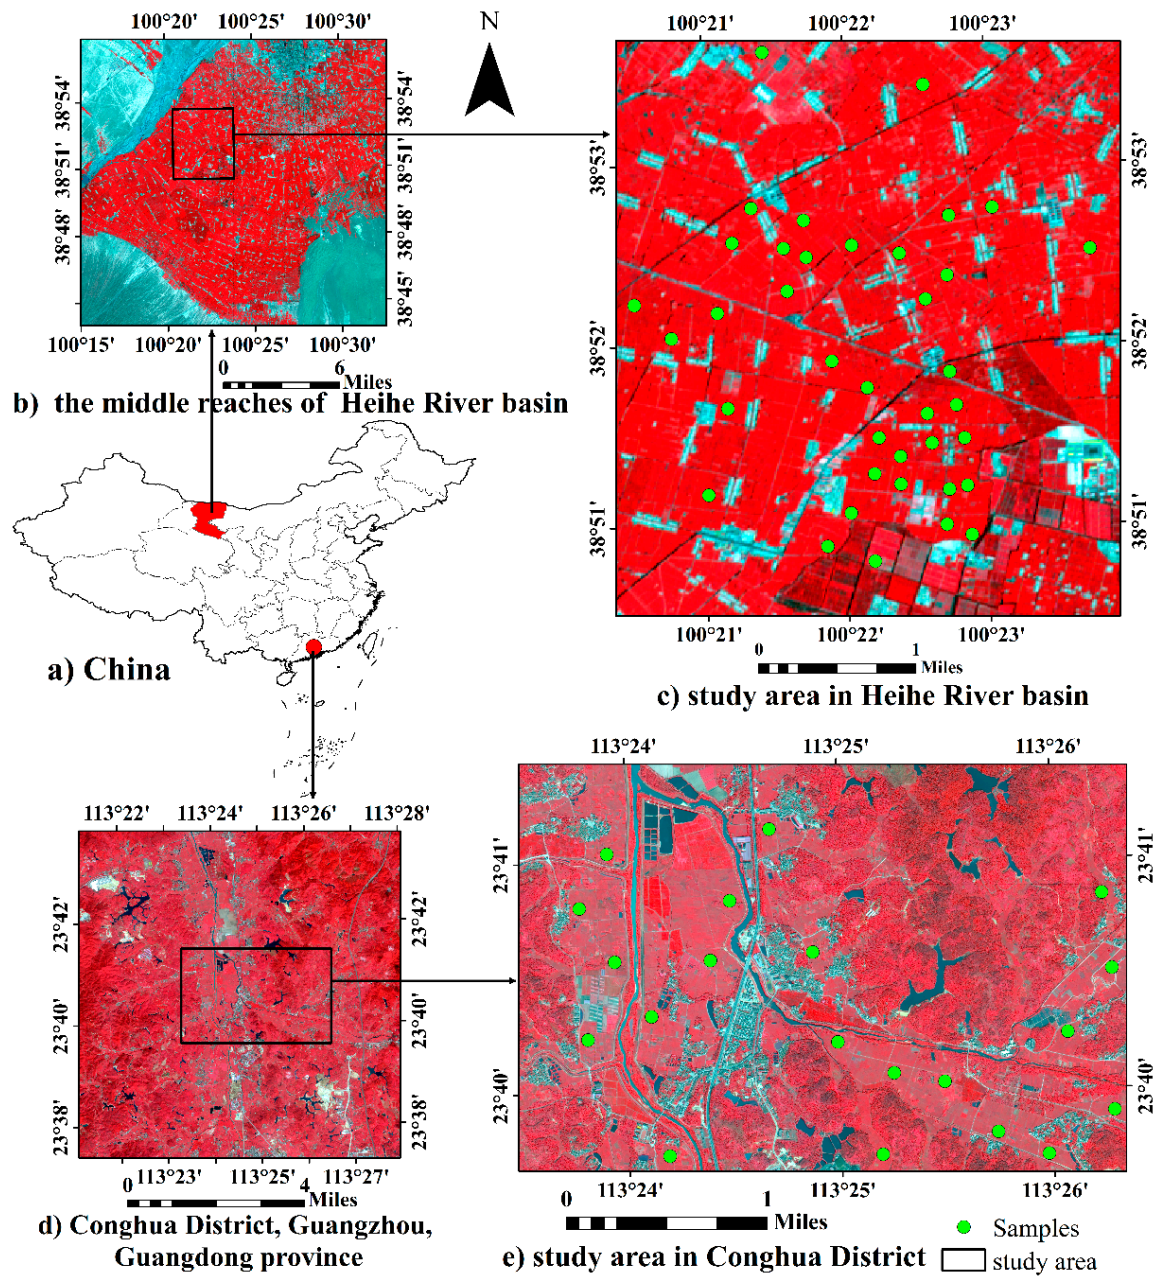 100°20' 100°25' 100°30'
N
100°21' 100°22' 100°23'
38°54'
38°51'
38°48'
38°54'
38°51'
38°48'
38°45'
38°53'
38°52'
38°51'
38°53'
38°52'
38°51'
100°15' 100°20' 100°25' 100°30'
0 6
Miles
b) the middle reaches of Heihe River basin
100°21' 100°22' 100°23'
0 1
Miles
c) study area in Heihe River basin
a) China
113°22' 113°24' 113°26' 113°28'
23°42'
23°40'
23°38'
23°42'
23°40'
23°38'
113°23' 113°25' 113°27'
0 4
Miles
d) Conghua District, Guangzhou,
Guangdong province
113°24' 113°25' 113°26'
23°41'
23°40'
23°41'
23°40'
113°24' 113°25' 113°26'
0 1
Miles
e) study area in Conghua District
Samples
study area